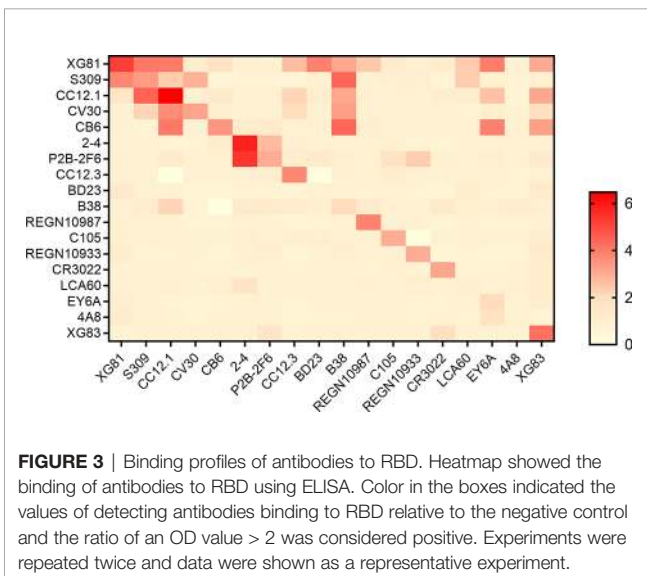 XG81
S309
CC12.1
CV30
CB6
2-4
P2B-2F6
CC12.3
BD23
B38
REGN10987
C105
REGN10933
CR3022
LCA60
EY6A
4A8
XG83
XG81
S309
CC12.1
CV30
CB6
2-4
P2B-2F6
CC12.3
BD23
B38
REGN10987
C105
REGN10933
CR3022
LCA60
EY6A
4A8
XG83
6
4
2
0
FIGURE 3 | Binding profiles of antibodies to RBD. Heatmap showed the
binding of antibodies to RBD using ELISA. Color in the boxes indicated the
values of detecting antibodies binding to RBD relative to the negative control
and the ratio of an OD value > 2 was considered positive. Experiments were
repeated twice and data were shown as a representative experiment.